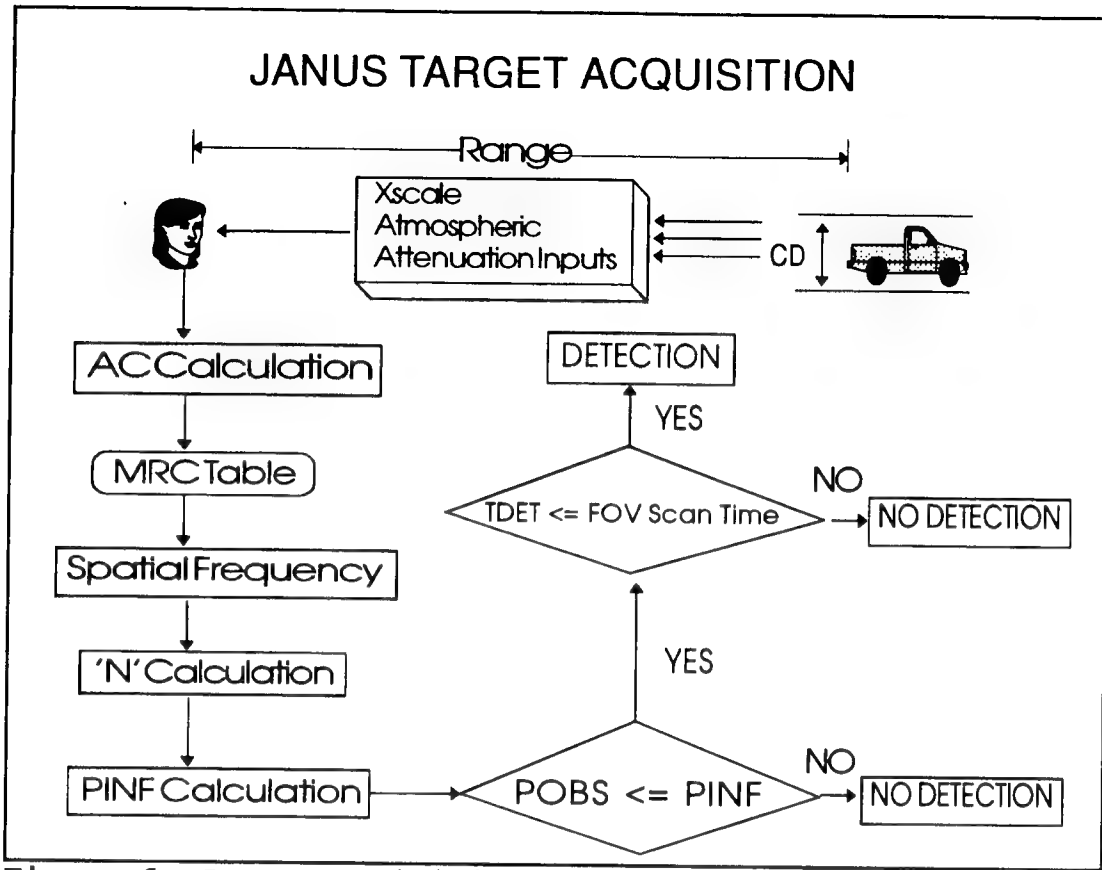 JANUS TARGET ACQUISITION
Range
Xscale
Atmospheric
Attenuation Inputs
CD
AC Calculation
MRC Table
Spatial Frequency
'N' Calculation
PINF Calculation
POBS <= PINF
NO
NO DETECTION
YES
TDET <= FOV Scan Time
NO
NO DETECTION
YES
DETECTION